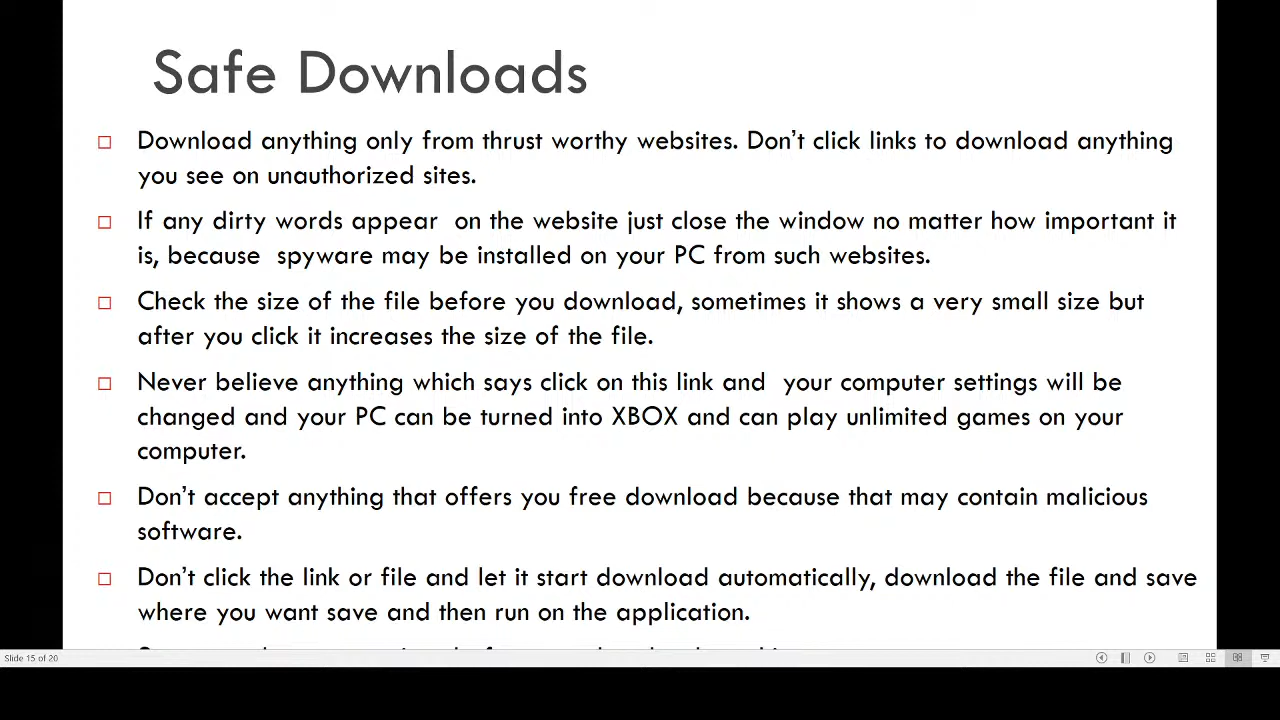 Safe Downloads
Download anything only from thrust worthy websites. Don't click links to download anything
you see on unauthorized sites.
If any dirty words appear  on the website just close the window no matter how important it
is, because  spyware may be installed on your PC from such websites.
Check the size of the file before you download, sometimes it shows a very small size but
after you click it increases the size of the file.
Never believe anything which says click on this link and  your computer settings will be
changed and your PC can be turned into XBOX and can play unlimited games on your
computer.
Don't accept anything that offers you free download because that may contain malicious
software.
Don't click the link or file and let it start download automatically, download the file and save
where you want save and then run on the application.
Slide 15 of 20